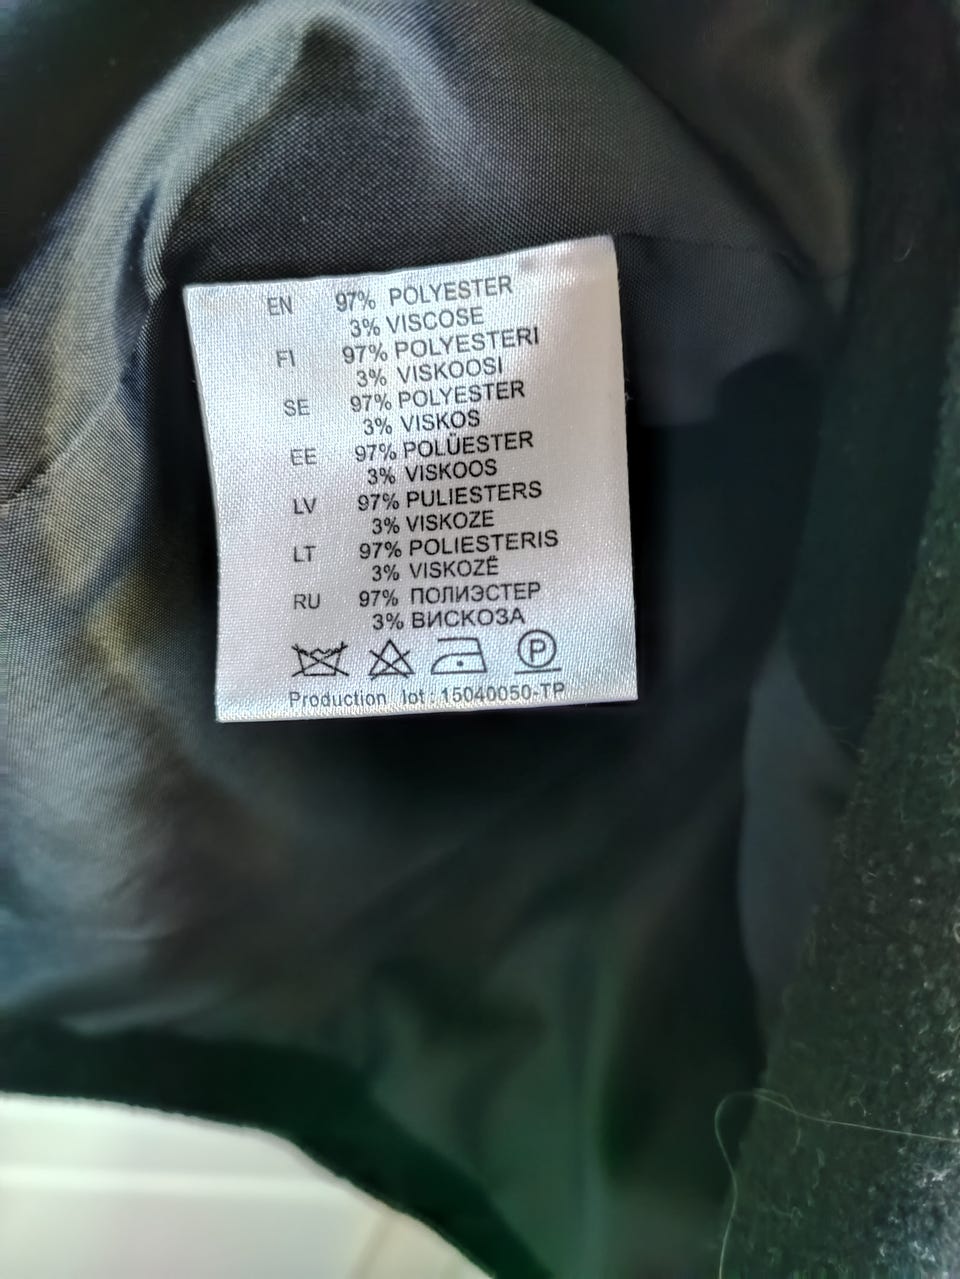 EN 97% POLYESTER
3% VISCOSE
FI 97% POLYESTERI
3% VISKOOSI
SE 97% POLYESTER
3% VISKOS
EE 97% POLÜESTER
3% VISKOOS
LV 97% PULIESTERS
3% VISKOZE
LT 97% POLIESTERIS
3% VISKOZĖ
RU 97% ПОЛИЭСТЕР
3% ВИСКОЗА
P
Production lot : 15040050-TP